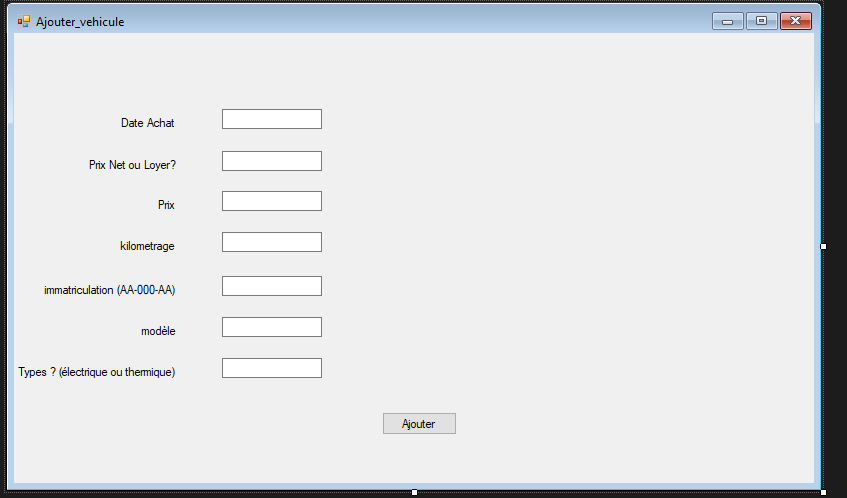 Ajouter_vehicule
Date Achat
Prix Net ou Loyer?
Prix
kilometrage
immatriculation (AA-000-AA)
modèle
Types ? (électrique ou thermique)
Ajouter